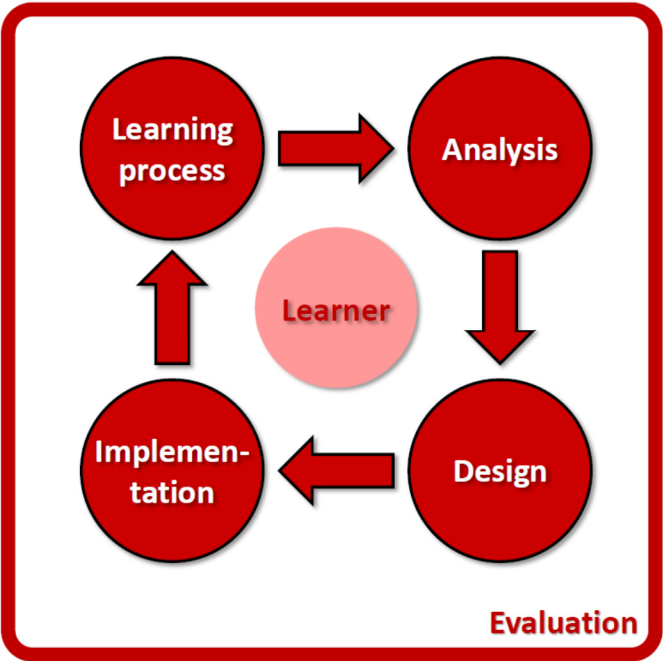 Learning
process
Analysis
Learner
Implemen-
tation
Design
Evaluation